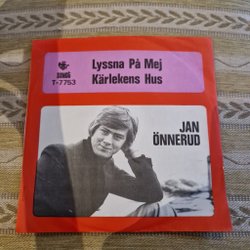 Lyssna På Mej
Kärlekens Hus
T-7753
JAN
ÖNNERUD